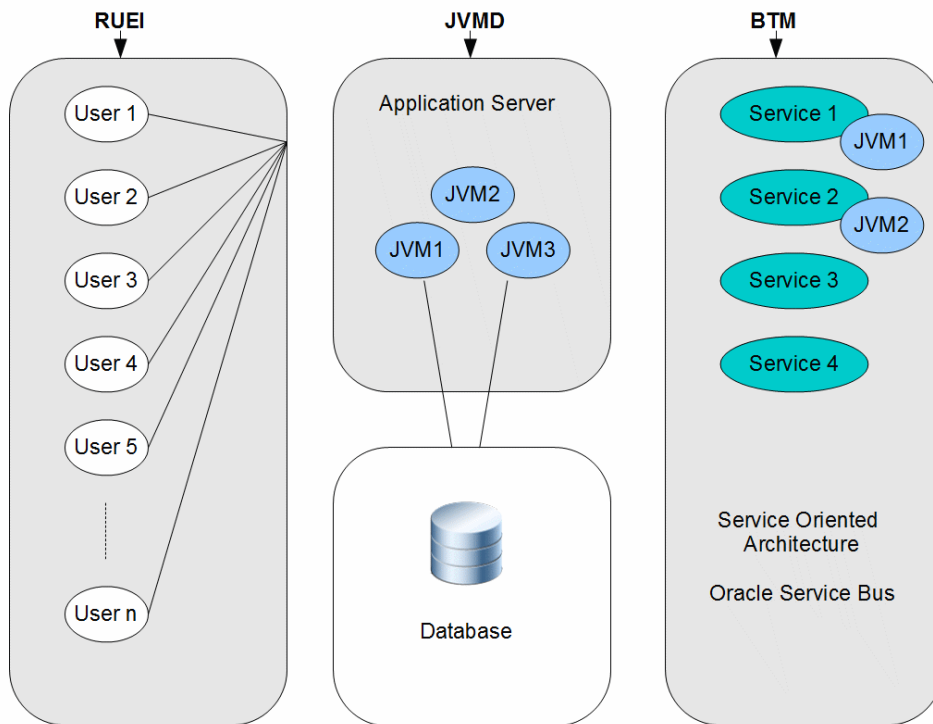 RUEI
User 1
User 2
User 3
User 4
User 5
User n
JVMD
Application Server
JVM2
JVM1
JVM3
Database
BTM
Service 1
JVM1
Service 2
JVM2
Service 3
Service 4
Service Oriented
Architecture
Oracle Service Bus